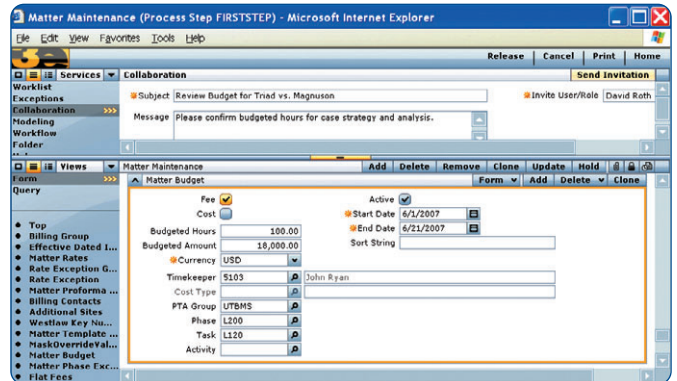 Matter Maintenance (Process Step FIRSTSTEP) - Microsoft Internet Explorer
File Edit View Favorites Tools Help
3e
Release Cancel Print Home
Services Collaboration Send Invitation
Worklist
Exceptions
Collaboration >>>
Modeling
Workflow
Folder
Subject Review Budget for Triad vs. Magnuson Invite User/Role David Roth
Message Please confirm budgeted hours for case strategy and analysis.
Views Matter Maintenance Add Delete Remove Clone Update Hold
Form >>>
Query
Matter Budget Form Add Delete Clone
Top
Billing Group
Effective Dated I...
Matter Rates
Rate Exception G...
Rate Exception
Matter Proforma ...
Billing Contacts
Additional Sites
Westlaw Key Nu...
Matter Template ...
MaskOverrideVal...
Matter Budget
Matter Phase Exc...
Flat Fees
Fee Active
Cost Start Date 6/1/2007
Budgeted Hours 100.00 End Date 6/21/2007
Budgeted Amount 18,000.00 Sort String
Currency USD
Timekeeper 5103 John Ryan
Cost Type
PTA Group UTBMS
Phase L200
Task L120
Activity